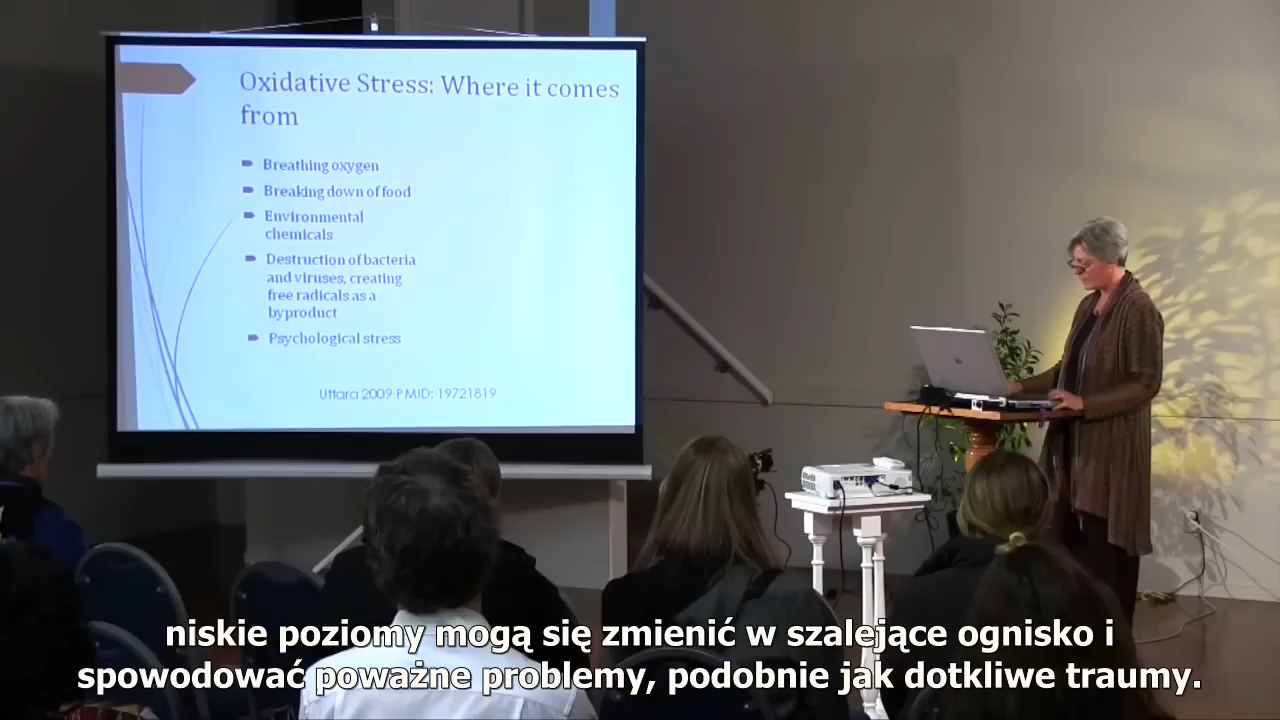 Oxidative Stress: Where it comes
from
Breathing oxygen
Breaking down of food
Environmental
chemicals
Destruction of bacteria
and viruses, creating
free radicals as a
byproduct
Psychological stress
Uttara 2009 PMID: 19721819
niskie poziomy mogą się zmienić w szalejące ognisko i
spowodować poważne problemy, podobnie jak dotkliwe traumy.